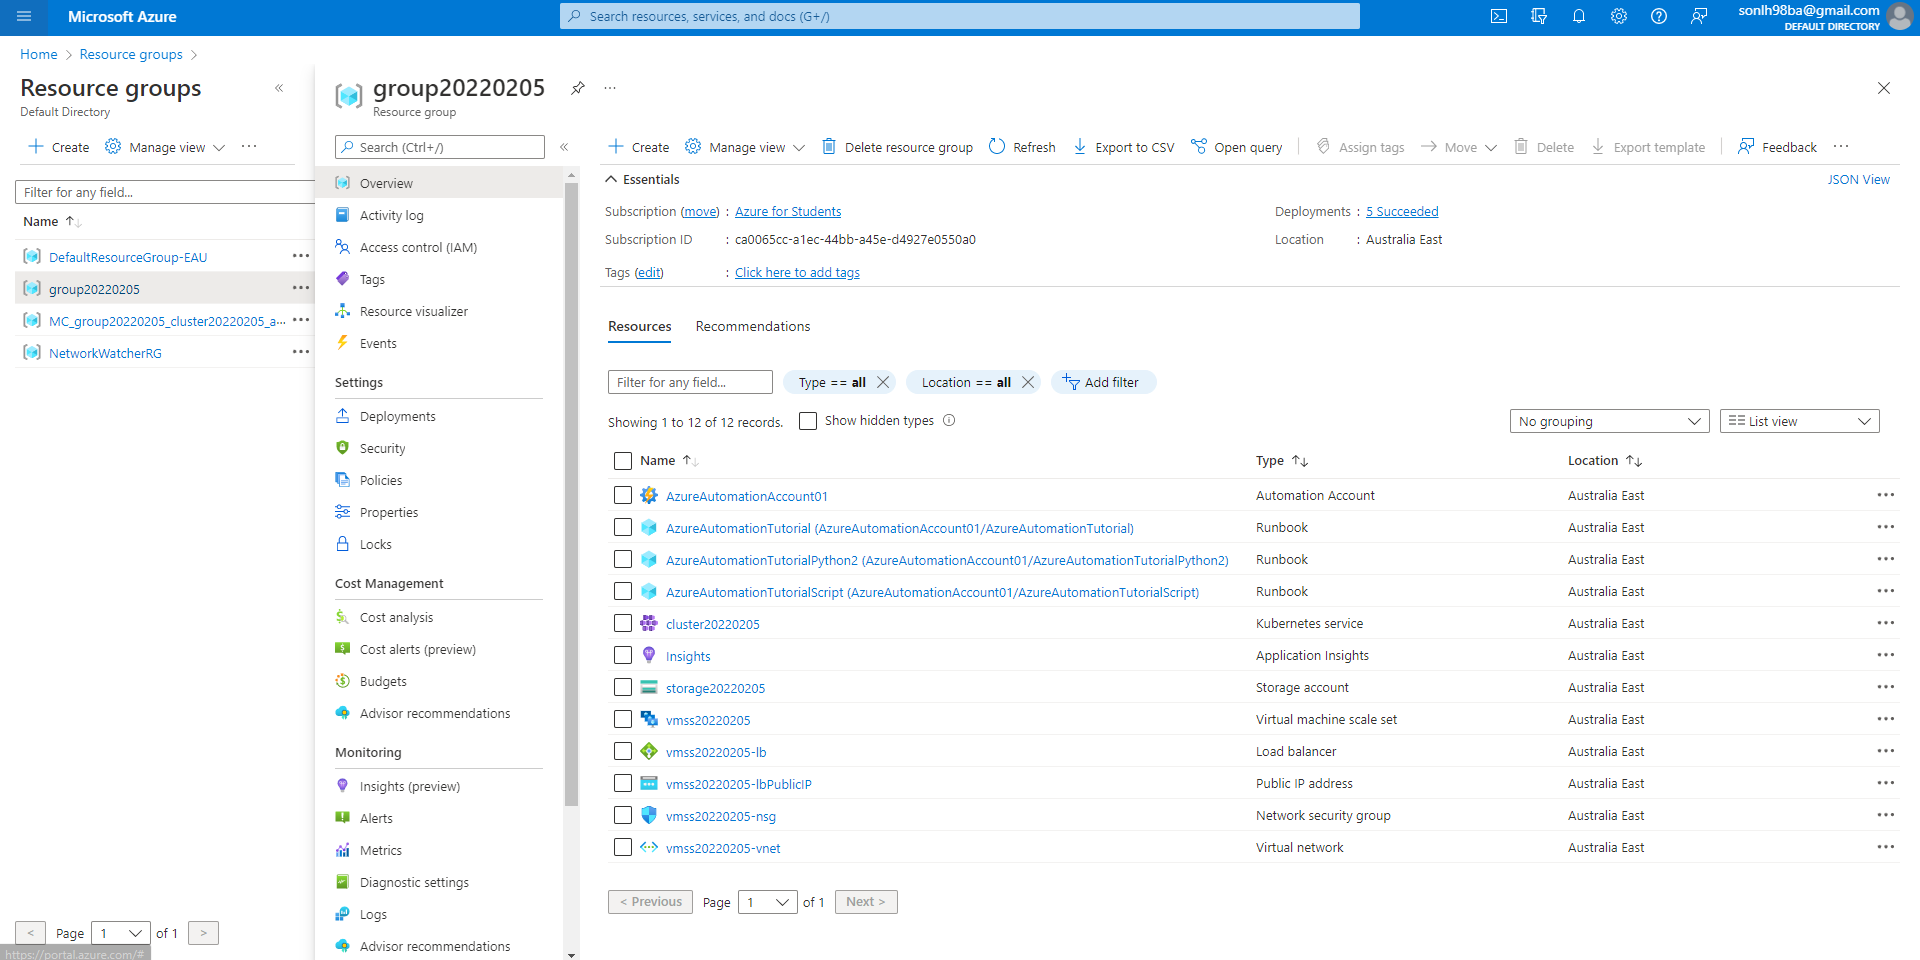 Microsoft Azure
Search resources, services, and docs (G+/)
sonlh98ba@gmail.com
DEFAULT DIRECTORY
Home > Resource groups >
Resource groups
Default Directory
«
Create
Manage view
...
Filter for any field...
Name ↑↓
DefaultResourceGroup-EAU ...
group20220205 ...
MC_group20220205_cluster20220205_a... ...
NetworkWatcherRG ...
< Page 1 of 1 >
https://portal.azure.com/#
group20220205 ...
Resource group
Search (Ctrl+/) «
Overview
Activity log
Access control (IAM)
Tags
Resource visualizer
Events
Settings
Deployments
Security
Policies
Properties
Locks
Cost Management
Cost analysis
Cost alerts (preview)
Budgets
Advisor recommendations
Monitoring
Insights (preview)
Alerts
Metrics
Diagnostic settings
Logs
Advisor recommendations
Create Manage view Delete resource group Refresh Export to CSV Open query Assign tags Move Delete Export template Feedback ...
Essentials JSON View
Subscription (move) : Azure for Students
Deployments : 5 Succeeded
Subscription ID : ca0065cc-a1ec-44bb-a45e-d4927e0550a0
Location : Australia East
Tags (edit) : Click here to add tags
Resources Recommendations
Filter for any field... Type == all Location == all Add filter
Showing 1 to 12 of 12 records. Show hidden types No grouping List view
Name ↑↓ Type ↑↓ Location ↑↓
AzureAutomationAccount01 Automation Account Australia East ...
AzureAutomationTutorial (AzureAutomationAccount01/AzureAutomationTutorial) Runbook Australia East ...
AzureAutomationTutorialPython2 (AzureAutomationAccount01/AzureAutomationTutorialPython2) Runbook Australia East ...
AzureAutomationTutorialScript (AzureAutomationAccount01/AzureAutomationTutorialScript) Runbook Australia East ...
cluster20220205 Kubernetes service Australia East ...
Insights Application Insights Australia East ...
storage20220205 Storage account Australia East ...
vmss20220205 Virtual machine scale set Australia East ...
vmss20220205-lb Load balancer Australia East ...
vmss20220205-lbPublicIP Public IP address Australia East ...
vmss20220205-nsg Network security group Australia East ...
vmss20220205-vnet Virtual network Australia East ...
< Previous Page 1 of 1 Next >